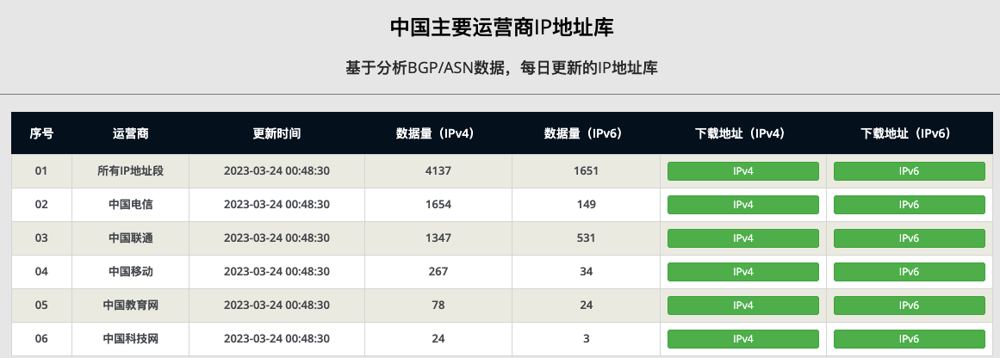 中国主要运营商IP地址库
基于分析BGP/ASN数据，每日更新的IP地址库
序号 运营商 更新时间 数据量（IPv4） 数据量（IPv6） 下载地址（IPv4） 下载地址（IPv6）
01 所有IP地址段 2023-03-24 00:48:30 4137 1651 IPv4 IPv6
02 中国电信 2023-03-24 00:48:30 1654 149 IPv4 IPv6
03 中国联通 2023-03-24 00:48:30 1347 531 IPv4 IPv6
04 中国移动 2023-03-24 00:48:30 267 34 IPv4 IPv6
05 中国教育网 2023-03-24 00:48:30 78 24 IPv4 IPv6
06 中国科技网 2023-03-24 00:48:30 24 3 IPv4 IPv6